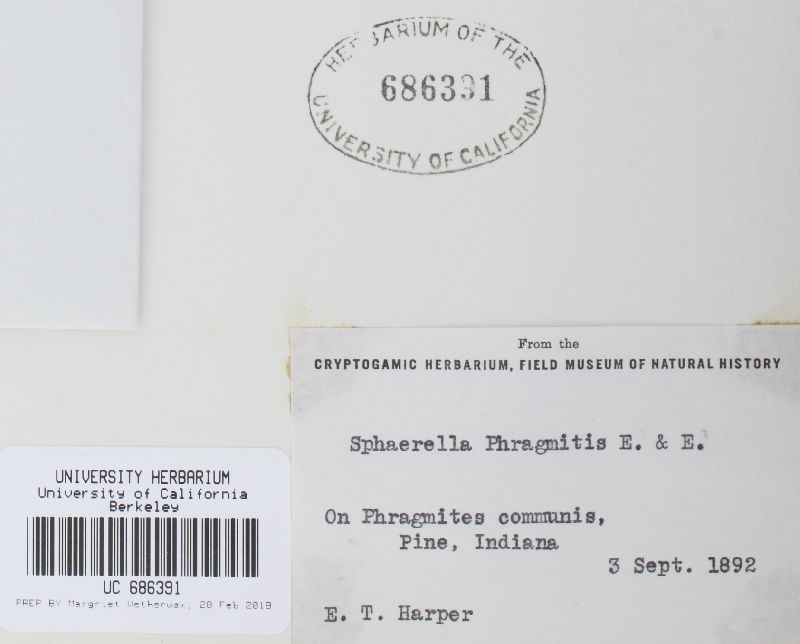 HERBARIUM OF THE
686391
UNIVERSITY OF CALIFORNIA
From the
CRYPTOGAMIC HERBARIUM, FIELD MUSEUM OF NATURAL HISTORY
Sphaerella Phragmitis E. & E.
On Phragmites communis,
Pine, Indiana
3 Sept. 1892
E. T. Harper
UNIVERSITY HERBARIUM
University of California
Berkeley
UC 686391
PREP BY Margriet Wetherwax, 28 Feb 2018